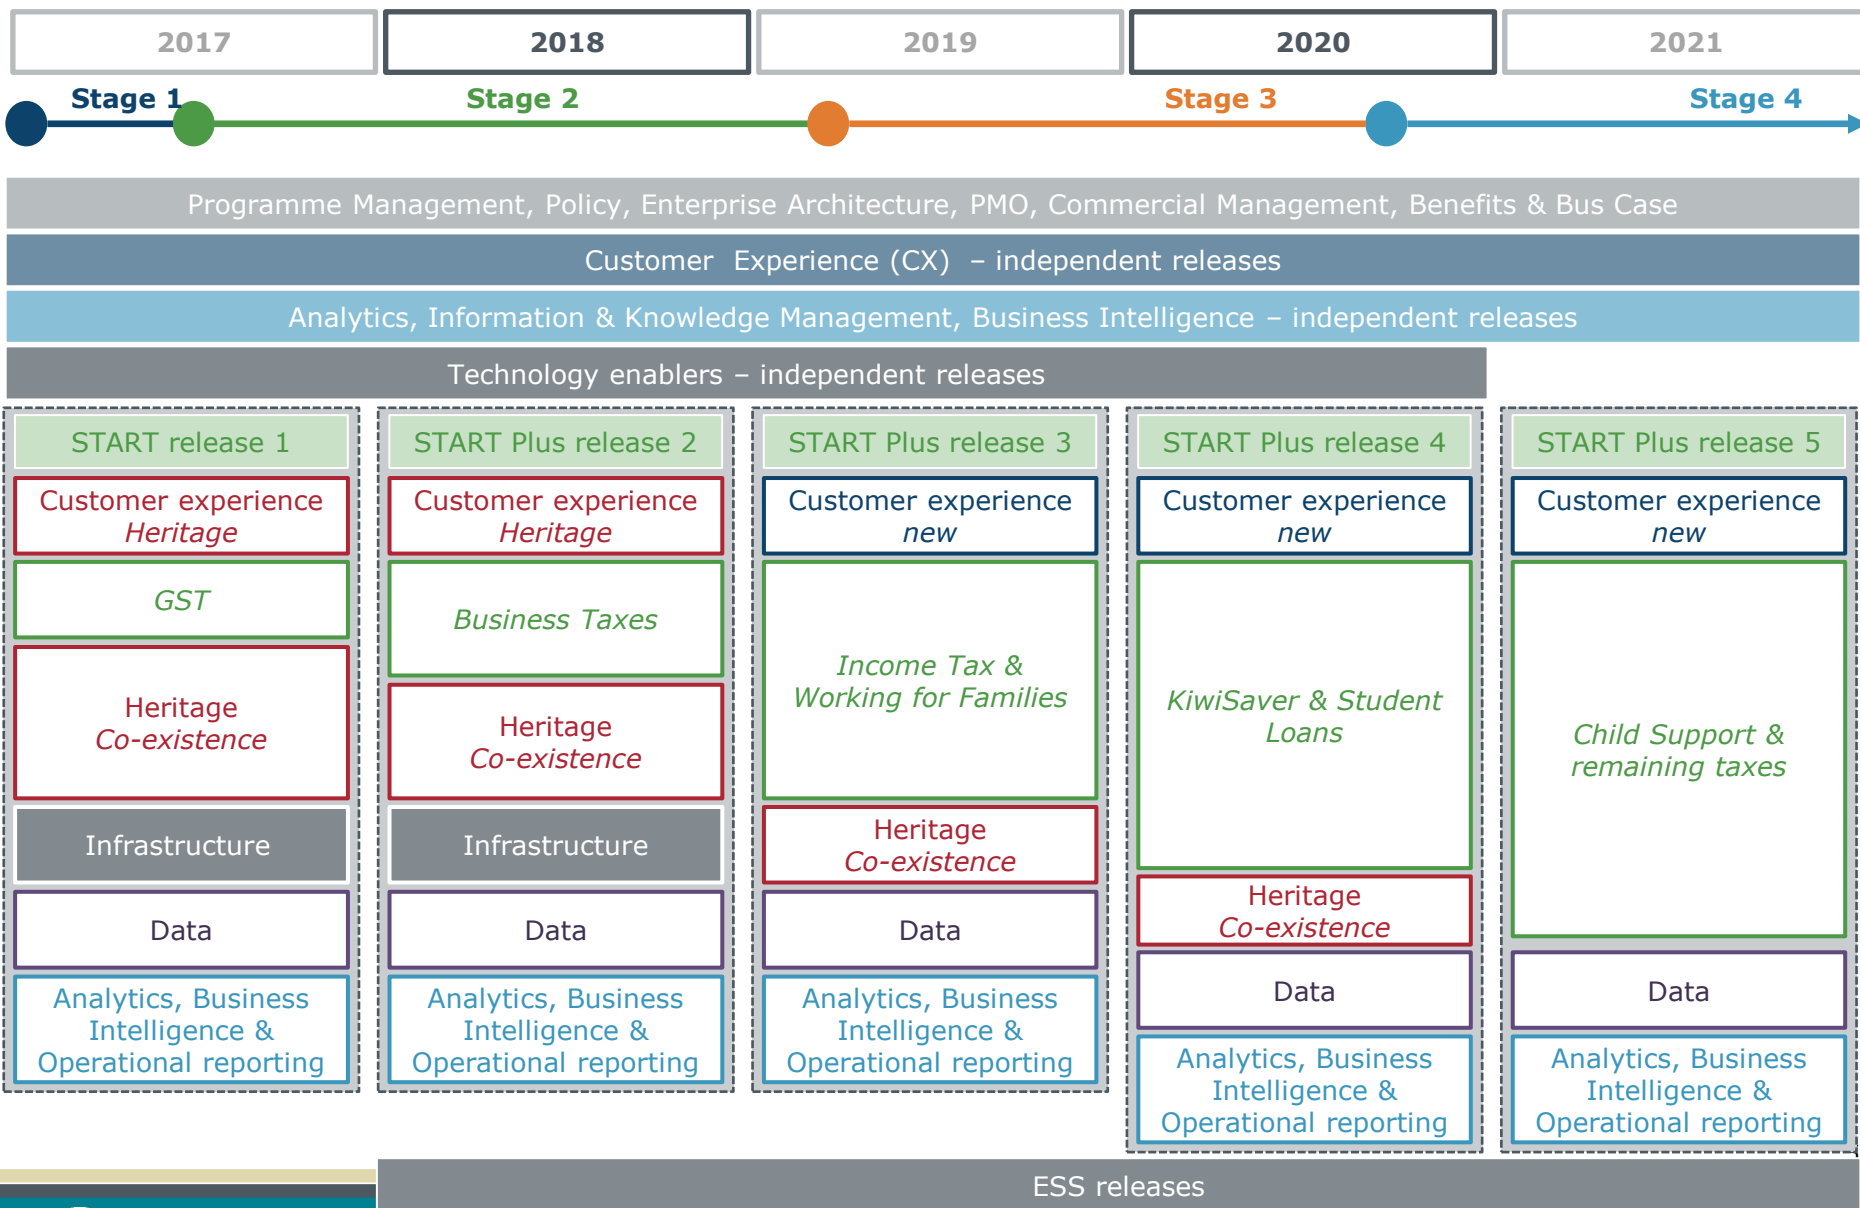 2017
2018
2019
2020
2021
Stage 1
Stage 2
Stage 3
Stage 4
Programme Management, Policy, Enterprise Architecture, PMO, Commercial Management, Benefits & Bus Case
Customer Experience (CX) – independent releases
Analytics, Information & Knowledge Management, Business Intelligence – independent releases
Technology enablers – independent releases
START release 1
Customer experience
Heritage
GST
Heritage
Co-existence
Infrastructure
Data
Analytics, Business
Intelligence &
Operational reporting
START Plus release 2
Customer experience
Heritage
Business Taxes
Heritage
Co-existence
Infrastructure
Data
Analytics, Business
Intelligence &
Operational reporting
START Plus release 3
Customer experience
new
Income Tax &
Working for Families
Heritage
Co-existence
Data
Analytics, Business
Intelligence &
Operational reporting
START Plus release 4
Customer experience
new
KiwiSaver & Student
Loans
Heritage
Co-existence
Data
Analytics, Business
Intelligence &
Operational reporting
START Plus release 5
Customer experience
new
Child Support &
remaining taxes
Data
Analytics, Business
Intelligence &
Operational reporting
ESS releases